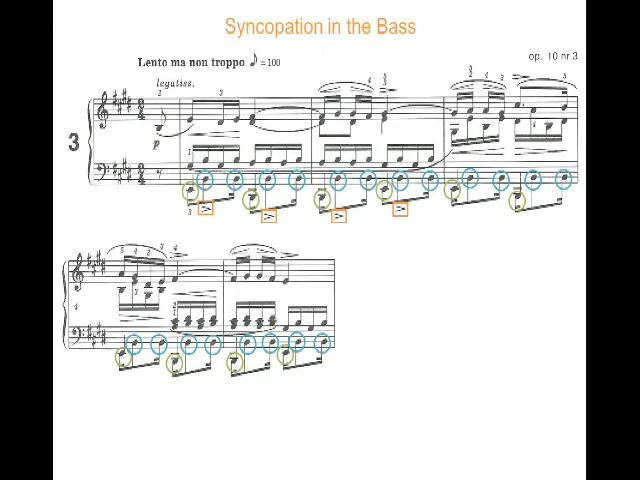 Syncopation in the Bass
Lento ma non troppo ♪ = 100
op. 10 nr 3
legatiss.
3
p